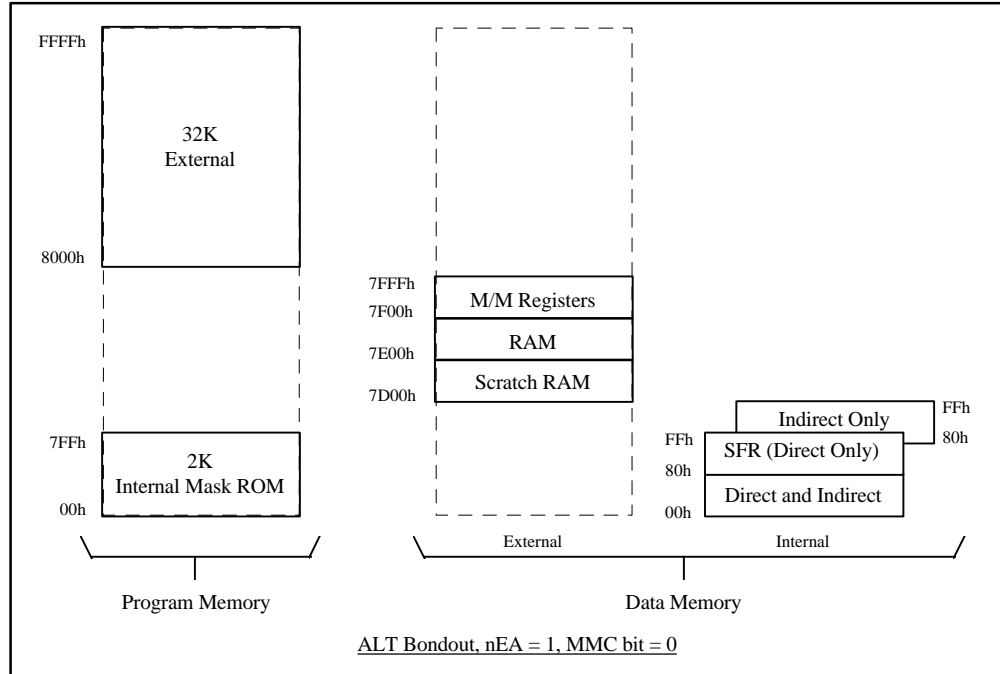 FFFFh
32K
External
8000h
7FFh
2K
Internal Mask ROM
00h
Program Memory
7FFFh
M/M Registers
7F00h
RAM
7E00h
Scratch RAM
7D00h
Indirect Only
FFh
80h
FFh
SFR (Direct Only)
80h
Direct and Indirect
00h
External
Internal
Data Memory
ALT Bondout, nEA = 1, MMC bit = 0